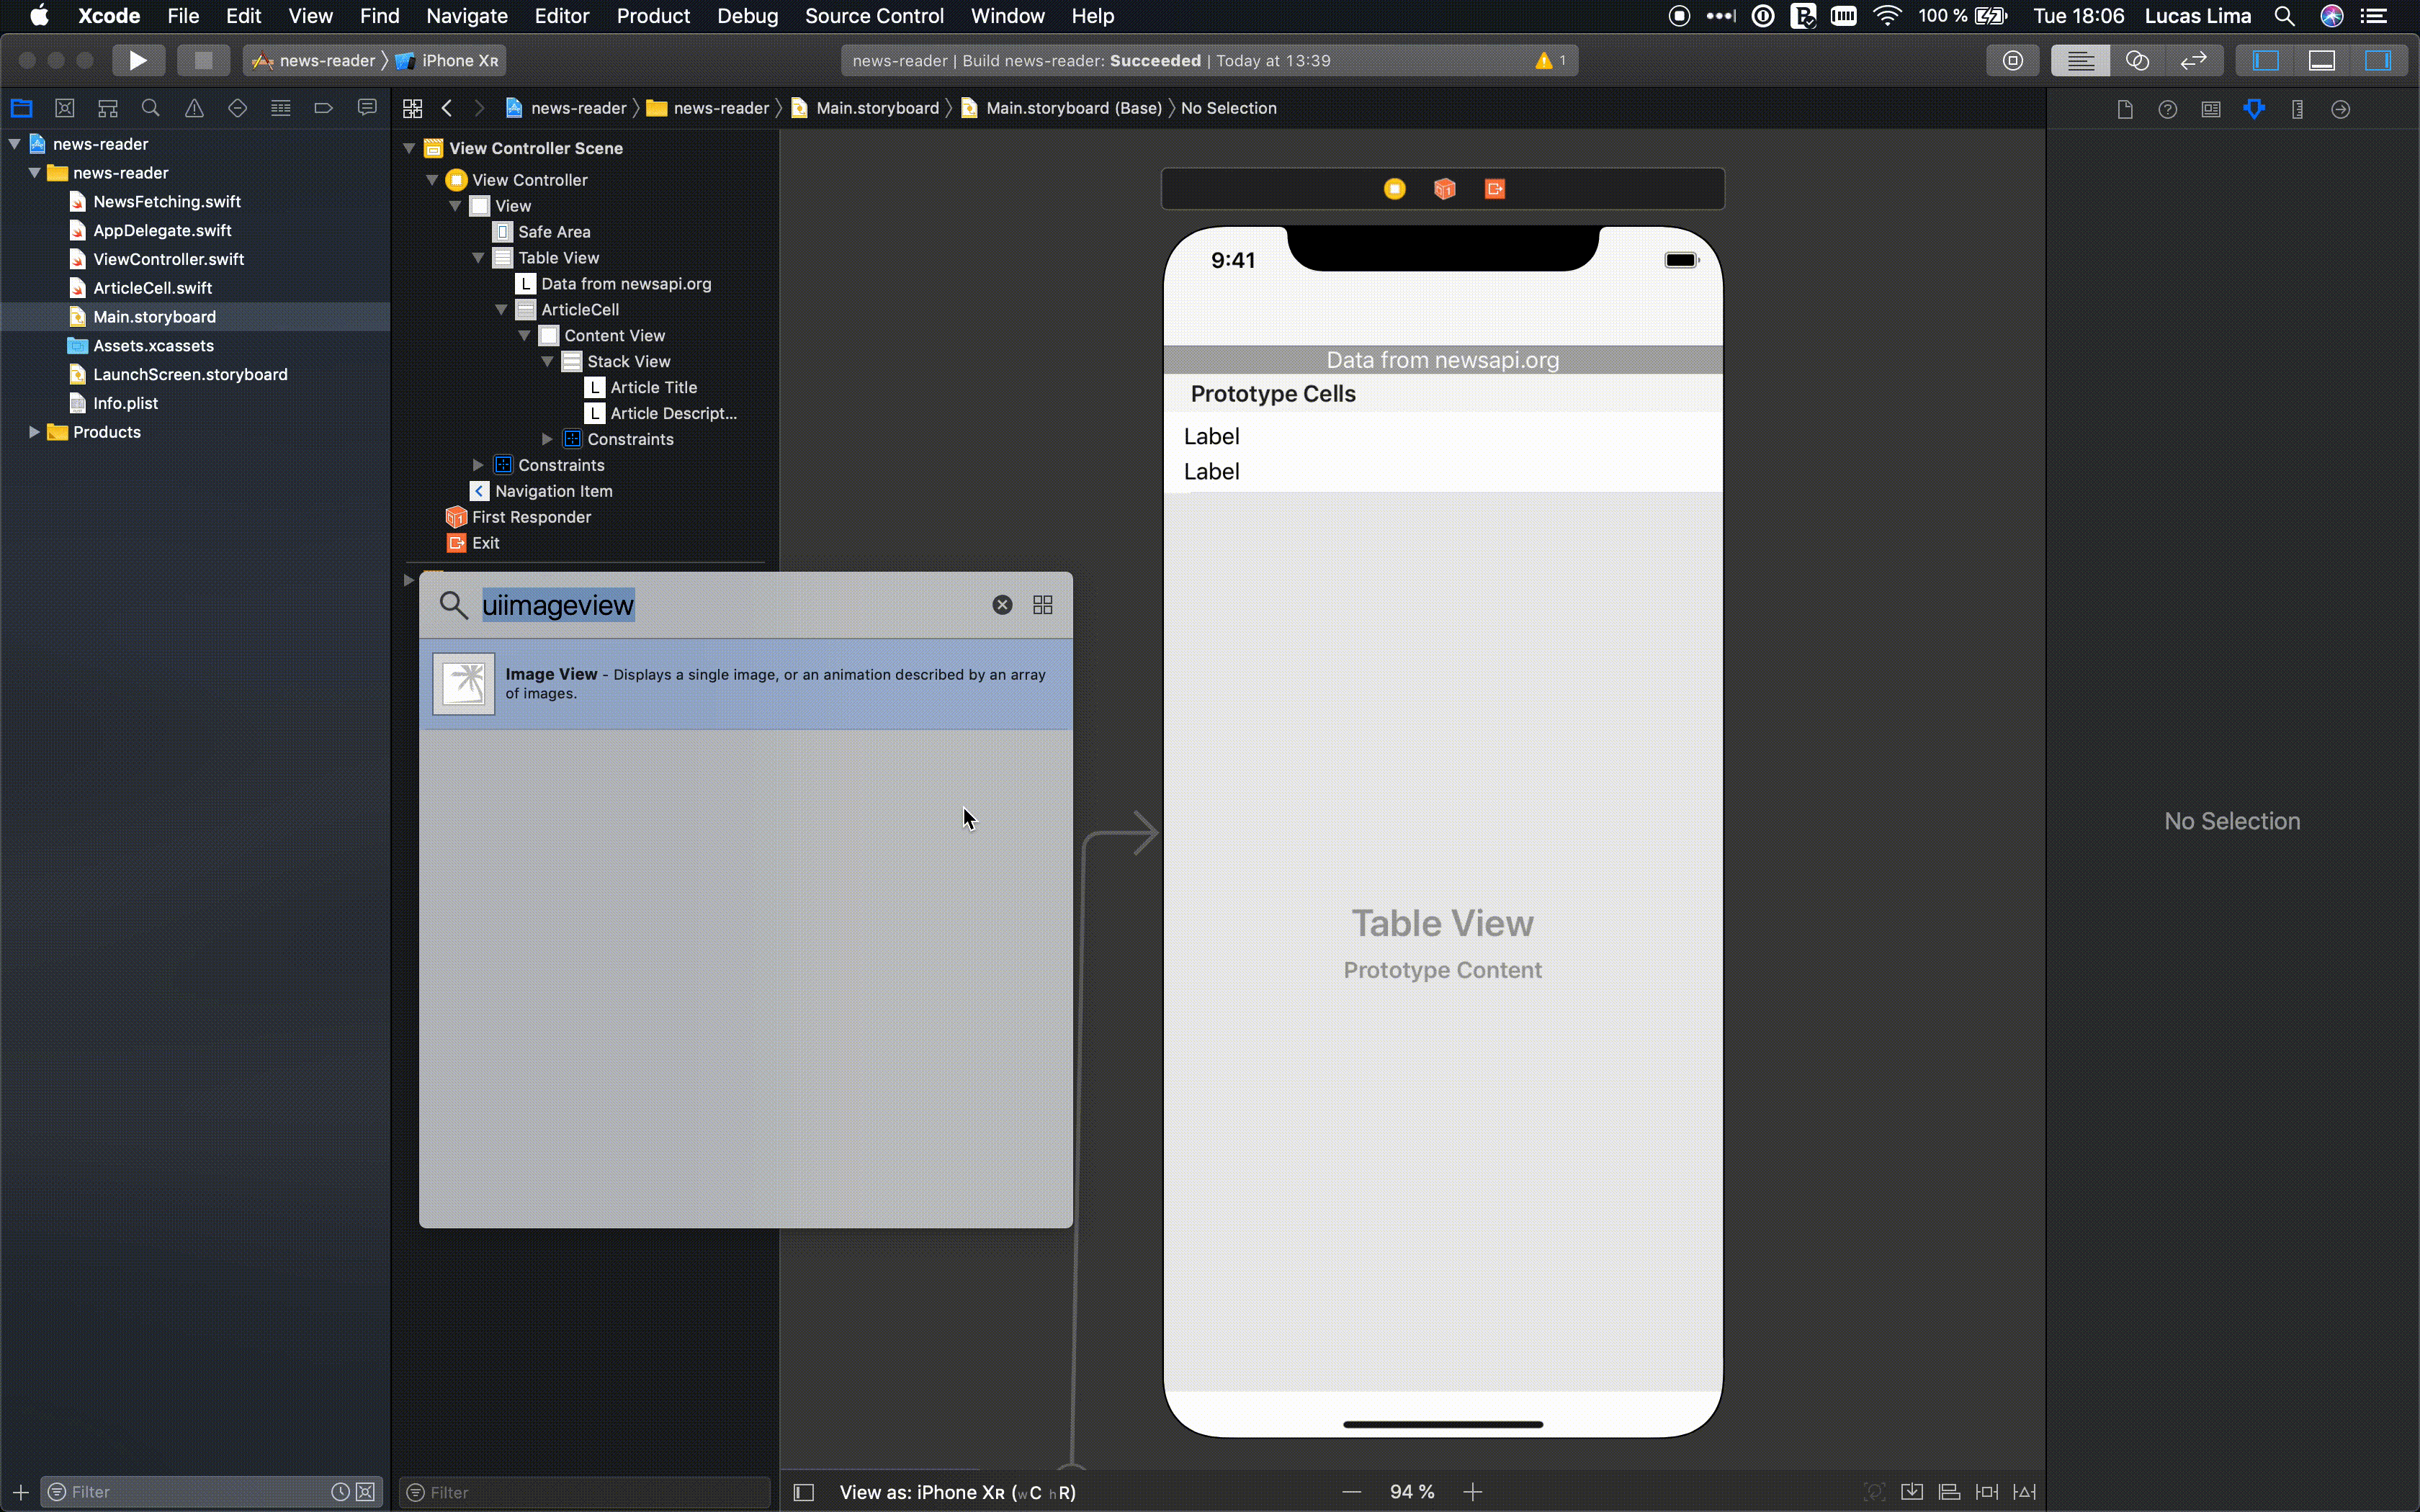 Xcode File Edit View Find Navigate Editor Product Debug Source Control Window Help 100 % Tue 18:06 Lucas Lima
news-reader iPhone XR
news-reader | Build news-reader: Succeeded | Today at 13:39
1
news-reader news-reader Main.storyboard Main.storyboard (Base) No Selection
news-reader
news-reader
NewsFetching.swift
AppDelegate.swift
ViewController.swift
ArticleCell.swift
Main.storyboard
Assets.xcassets
LaunchScreen.storyboard
Info.plist
Products
View Controller Scene
View Controller
View
Safe Area
Table View
L Data from newsapi.org
ArticleCell
Content View
Stack View
L Article Title
L Article Descript...
Constraints
Constraints
Navigation Item
First Responder
Exit
uiimageview
Image View - Displays a single image, or an animation described by an array
of images.
9:41
Data from newsapi.org
Prototype Cells
Label
Label
Table View
Prototype Content
No Selection
Filter
Filter
View as: iPhone XR (wC hR)
94 %